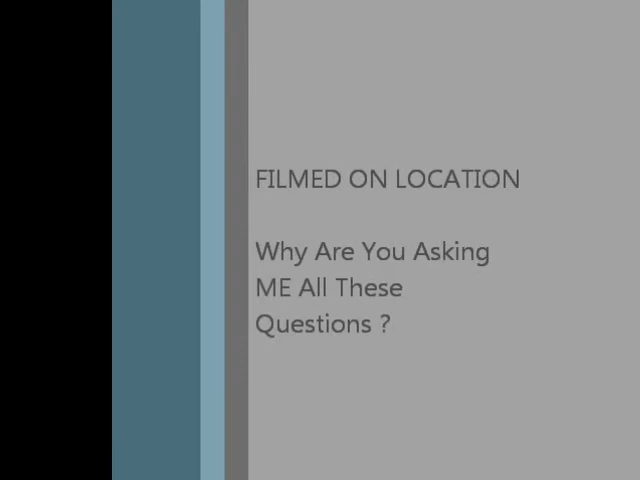 FILMED ON LOCATION
Why Are You Asking
ME All These
Questions ?